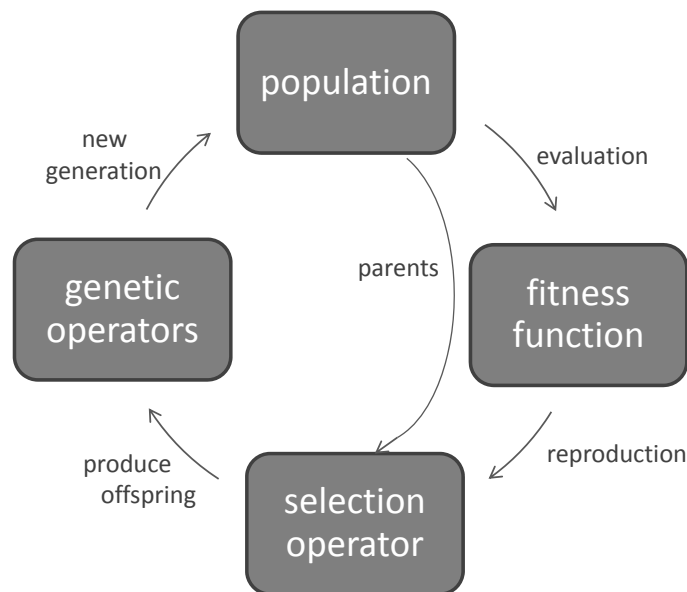 population
new
generation
evaluation
genetic
operators
parents
fitness
function
produce
offspring
reproduction
selection
operator